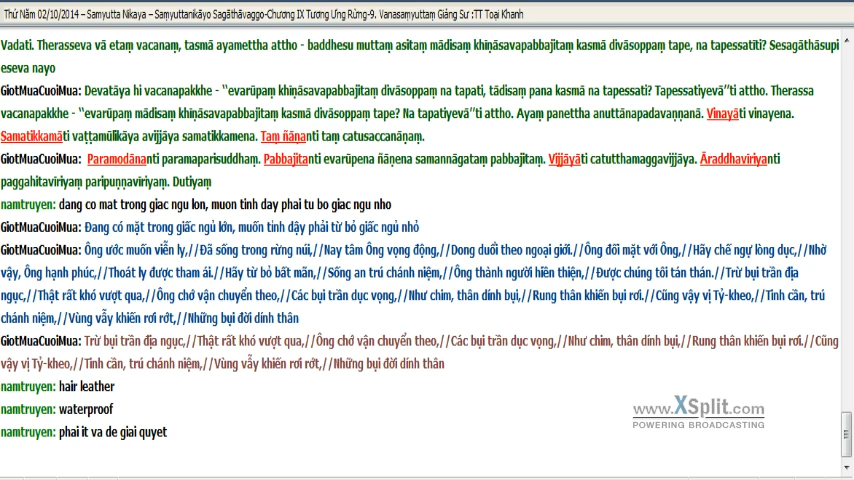 Thứ Năm 02/10/2014 – Samyutta Nikaya – Saṃyuttanikāyo Sagāthāvaggo-Chương IX Tương Ưng Rừng-9. Vanasaṃyuttaṃ Giảng Sư :TT Toại Khanh
Vadati. Therasseva vā etaṃ vacanaṃ, tasmā ayamettha attho - baddhesu muttaṃ asitaṃ mādisaṃ khīṇāsavapabbajitaṃ kasmā divāsoppaṃ tape, na tapessatīti? Sesagāthāsupi
eseva nayo
GiotMuaCuoiMua: Devatāya hi vacanapakkhe - "evarūpaṃ khīṇāsavapabbajitaṃ divāsoppaṃ na tapati, tādisaṃ pana kasmā na tapessati? Tapessatiyevā"ti attho. Therassa
vacanapakkhe - "evarūpaṃ mādisaṃ khīṇāsavapabbajitaṃ kasmā divāsoppaṃ tape? Na tapatiyevā"ti attho. Ayaṃ panettha anuttānapadavaṇṇanā. Vinayāti vinayena.
Samatikkamāti vaṭṭamūlikāya avijjāya samatikkamena. Taṃ ñāṇanti taṃ catusaccañāṇaṃ.
GiotMuaCuoiMua: Paramodānanti paramaparisuddhaṃ. Pabbajitanti evarūpena ñāṇena samannāgataṃ pabbajitaṃ. Vijjāyāti catutthamaggavijjāya. Āraddhavīriyanti
paggahitavīriyaṃ paripuṇṇavīriyaṃ. Dutiyaṃ
namtruyen: dang co mat trong giac ngu lon, muon tinh day phai tu bo giac ngu nho
GiotMuaCuoiMua: Đang có mặt trong giấc ngủ lớn, muốn tỉnh dậy phải từ bỏ giấc ngủ nhỏ
GiotMuaCuoiMua: Ông ước muốn viễn ly,//Đã sống trong rừng núi,//Nay tâm Ông vọng động,//Dong duổi theo ngoại giới.//Ông đối mặt với Ông,//Hãy chế ngự lòng dục,//Nhờ
vậy, Ông hạnh phúc,//Thoát ly được tham ái.//Hãy từ bỏ bất mãn,//Sống an trú chánh niệm,//Ông thành người hiền thiện,//Được chúng tôi tán thán.//Trừ bụi trần địa
ngục,//Thật rất khó vượt qua,//Ông chớ vận chuyển theo,//Các bụi trần dục vọng,//Như chim, thân dính bụi,//Rung thân khiến bụi rơi.//Cũng vậy vị Tỷ-kheo,//Tinh cần, trú
chánh niệm,//Vùng vẫy khiến rơi rớt,//Những bụi đời dính thân
GiotMuaCuoiMua: Trừ bụi trần địa ngục,//Thật rất khó vượt qua,//Ông chớ vận chuyển theo,//Các bụi trần dục vọng,//Như chim, thân dính bụi,//Rung thân khiến bụi rơi.//Cũng
vậy vị Tỷ-kheo,//Tinh cần, trú chánh niệm,//Vùng vẫy khiến rơi rớt,//Những bụi đời dính thân
namtruyen: hair leather
namtruyen: waterproof
namtruyen: phai it va de giai quyet
www.XSplit.com
POWERING BROADCASTING